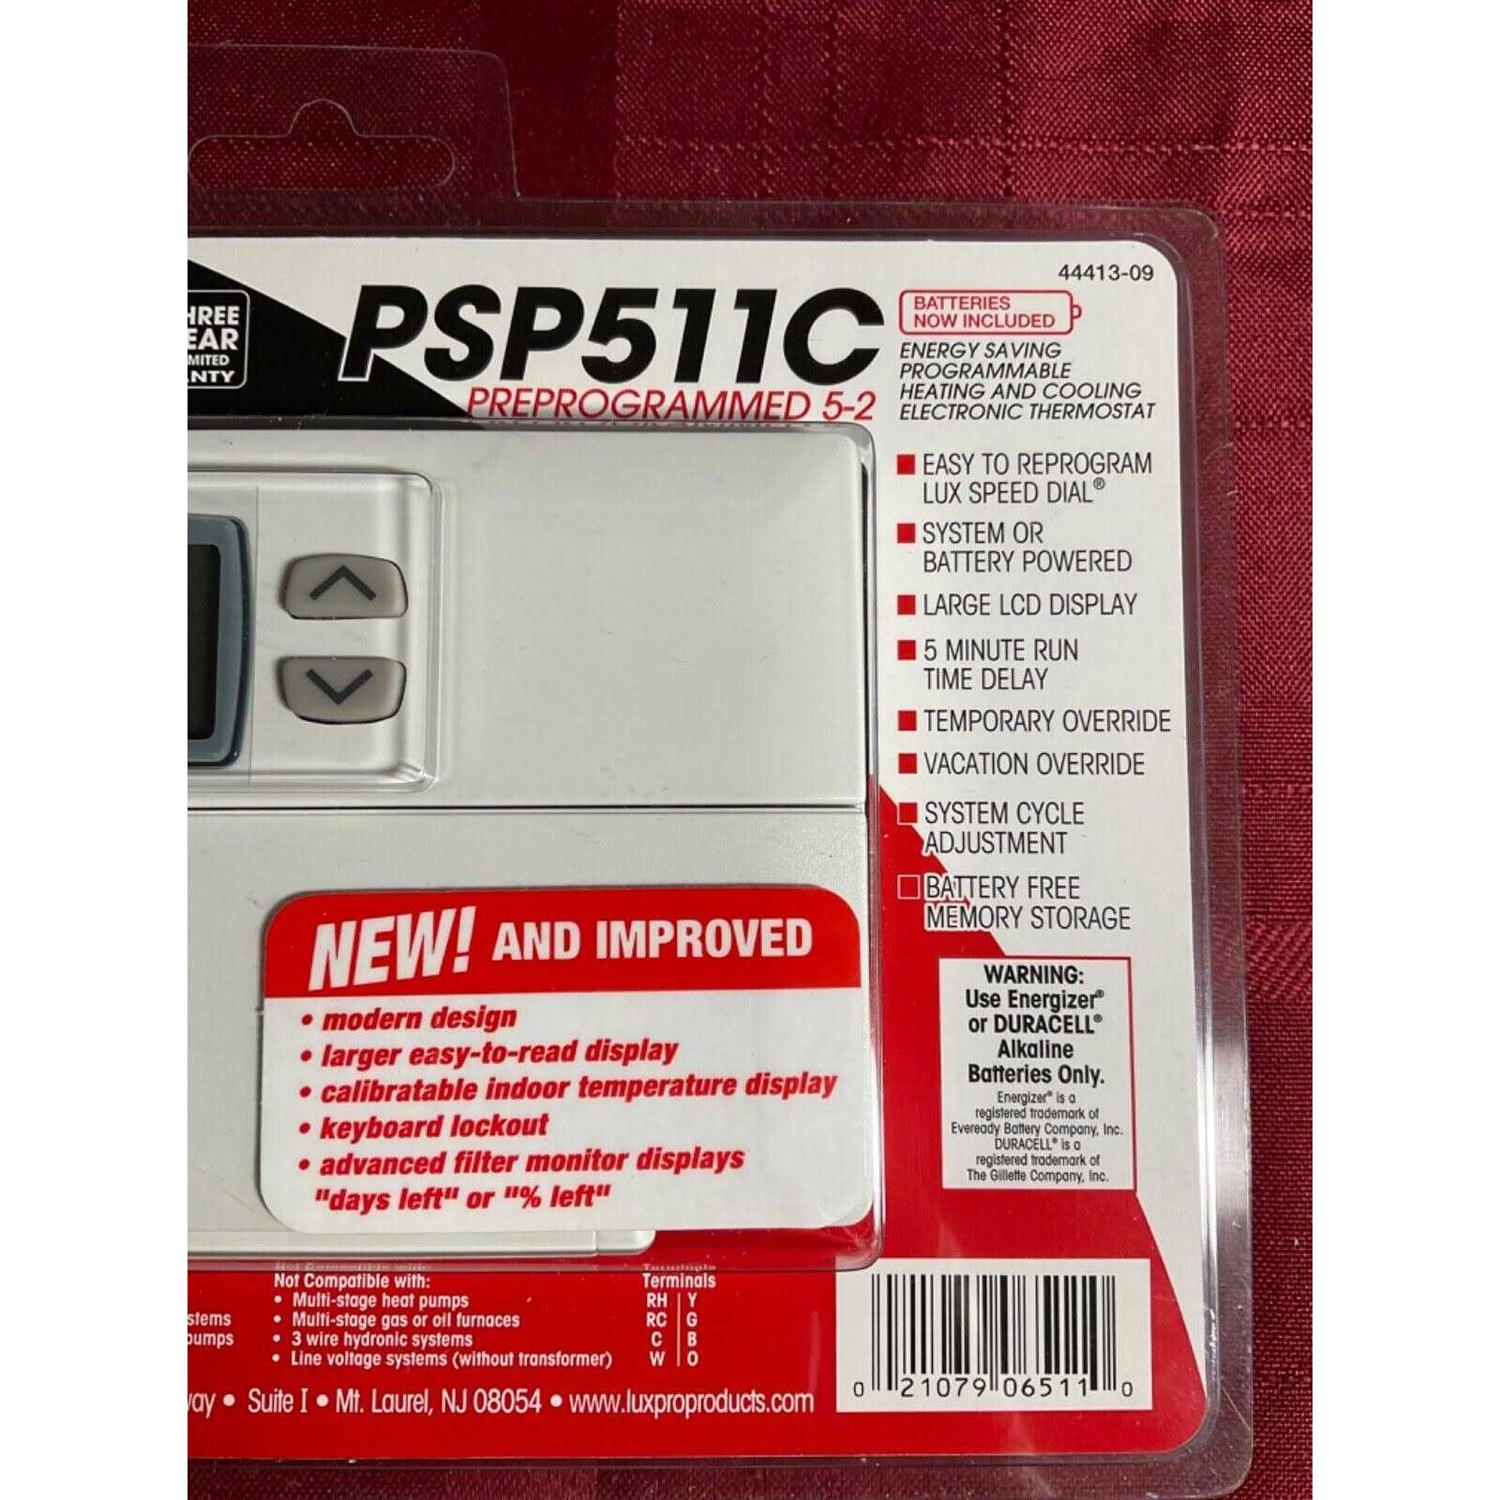 44413-09
PSP511C
PREPROGRAMMED 5-2
BATTERIES
NOW INCLUDED
ENERGY SAVING
PROGRAMMABLE
HEATING AND COOLING
ELECTRONIC THERMOSTAT
HREE
EAR
MITED
NTY
EASY TO REPROGRAM
LUX SPEED DIAL®
SYSTEM OR
BATTERY POWERED
LARGE LCD DISPLAY
5 MINUTE RUN
TIME DELAY
TEMPORARY OVERRIDE
VACATION OVERRIDE
SYSTEM CYCLE
ADJUSTMENT
BATTERY FREE
MEMORY STORAGE
NEW! AND IMPROVED
• modern design
• larger easy-to-read display
• calibratable indoor temperature display
• keyboard lockout
• advanced filter monitor displays
"days left" or "% left"
WARNING:
Use Energizer®
or DURACELL®
Alkaline
Batteries Only.
Energizer® is a
registered trademark of
Eveready Battery Company, Inc.
DURACELL® is a
registered trademark of
The Gillette Company, Inc.
stems
pumps
Not Compatible with:
• Multi-stage heat pumps
• Multi-stage gas or oil furnaces
• 3 wire hydronic systems
• Line voltage systems (without transformer)
Terminals
RH Y
RC G
C B
W O
way • Suite I • Mt. Laurel, NJ 08054 • www.luxproproducts.com
0 21079 06511 0